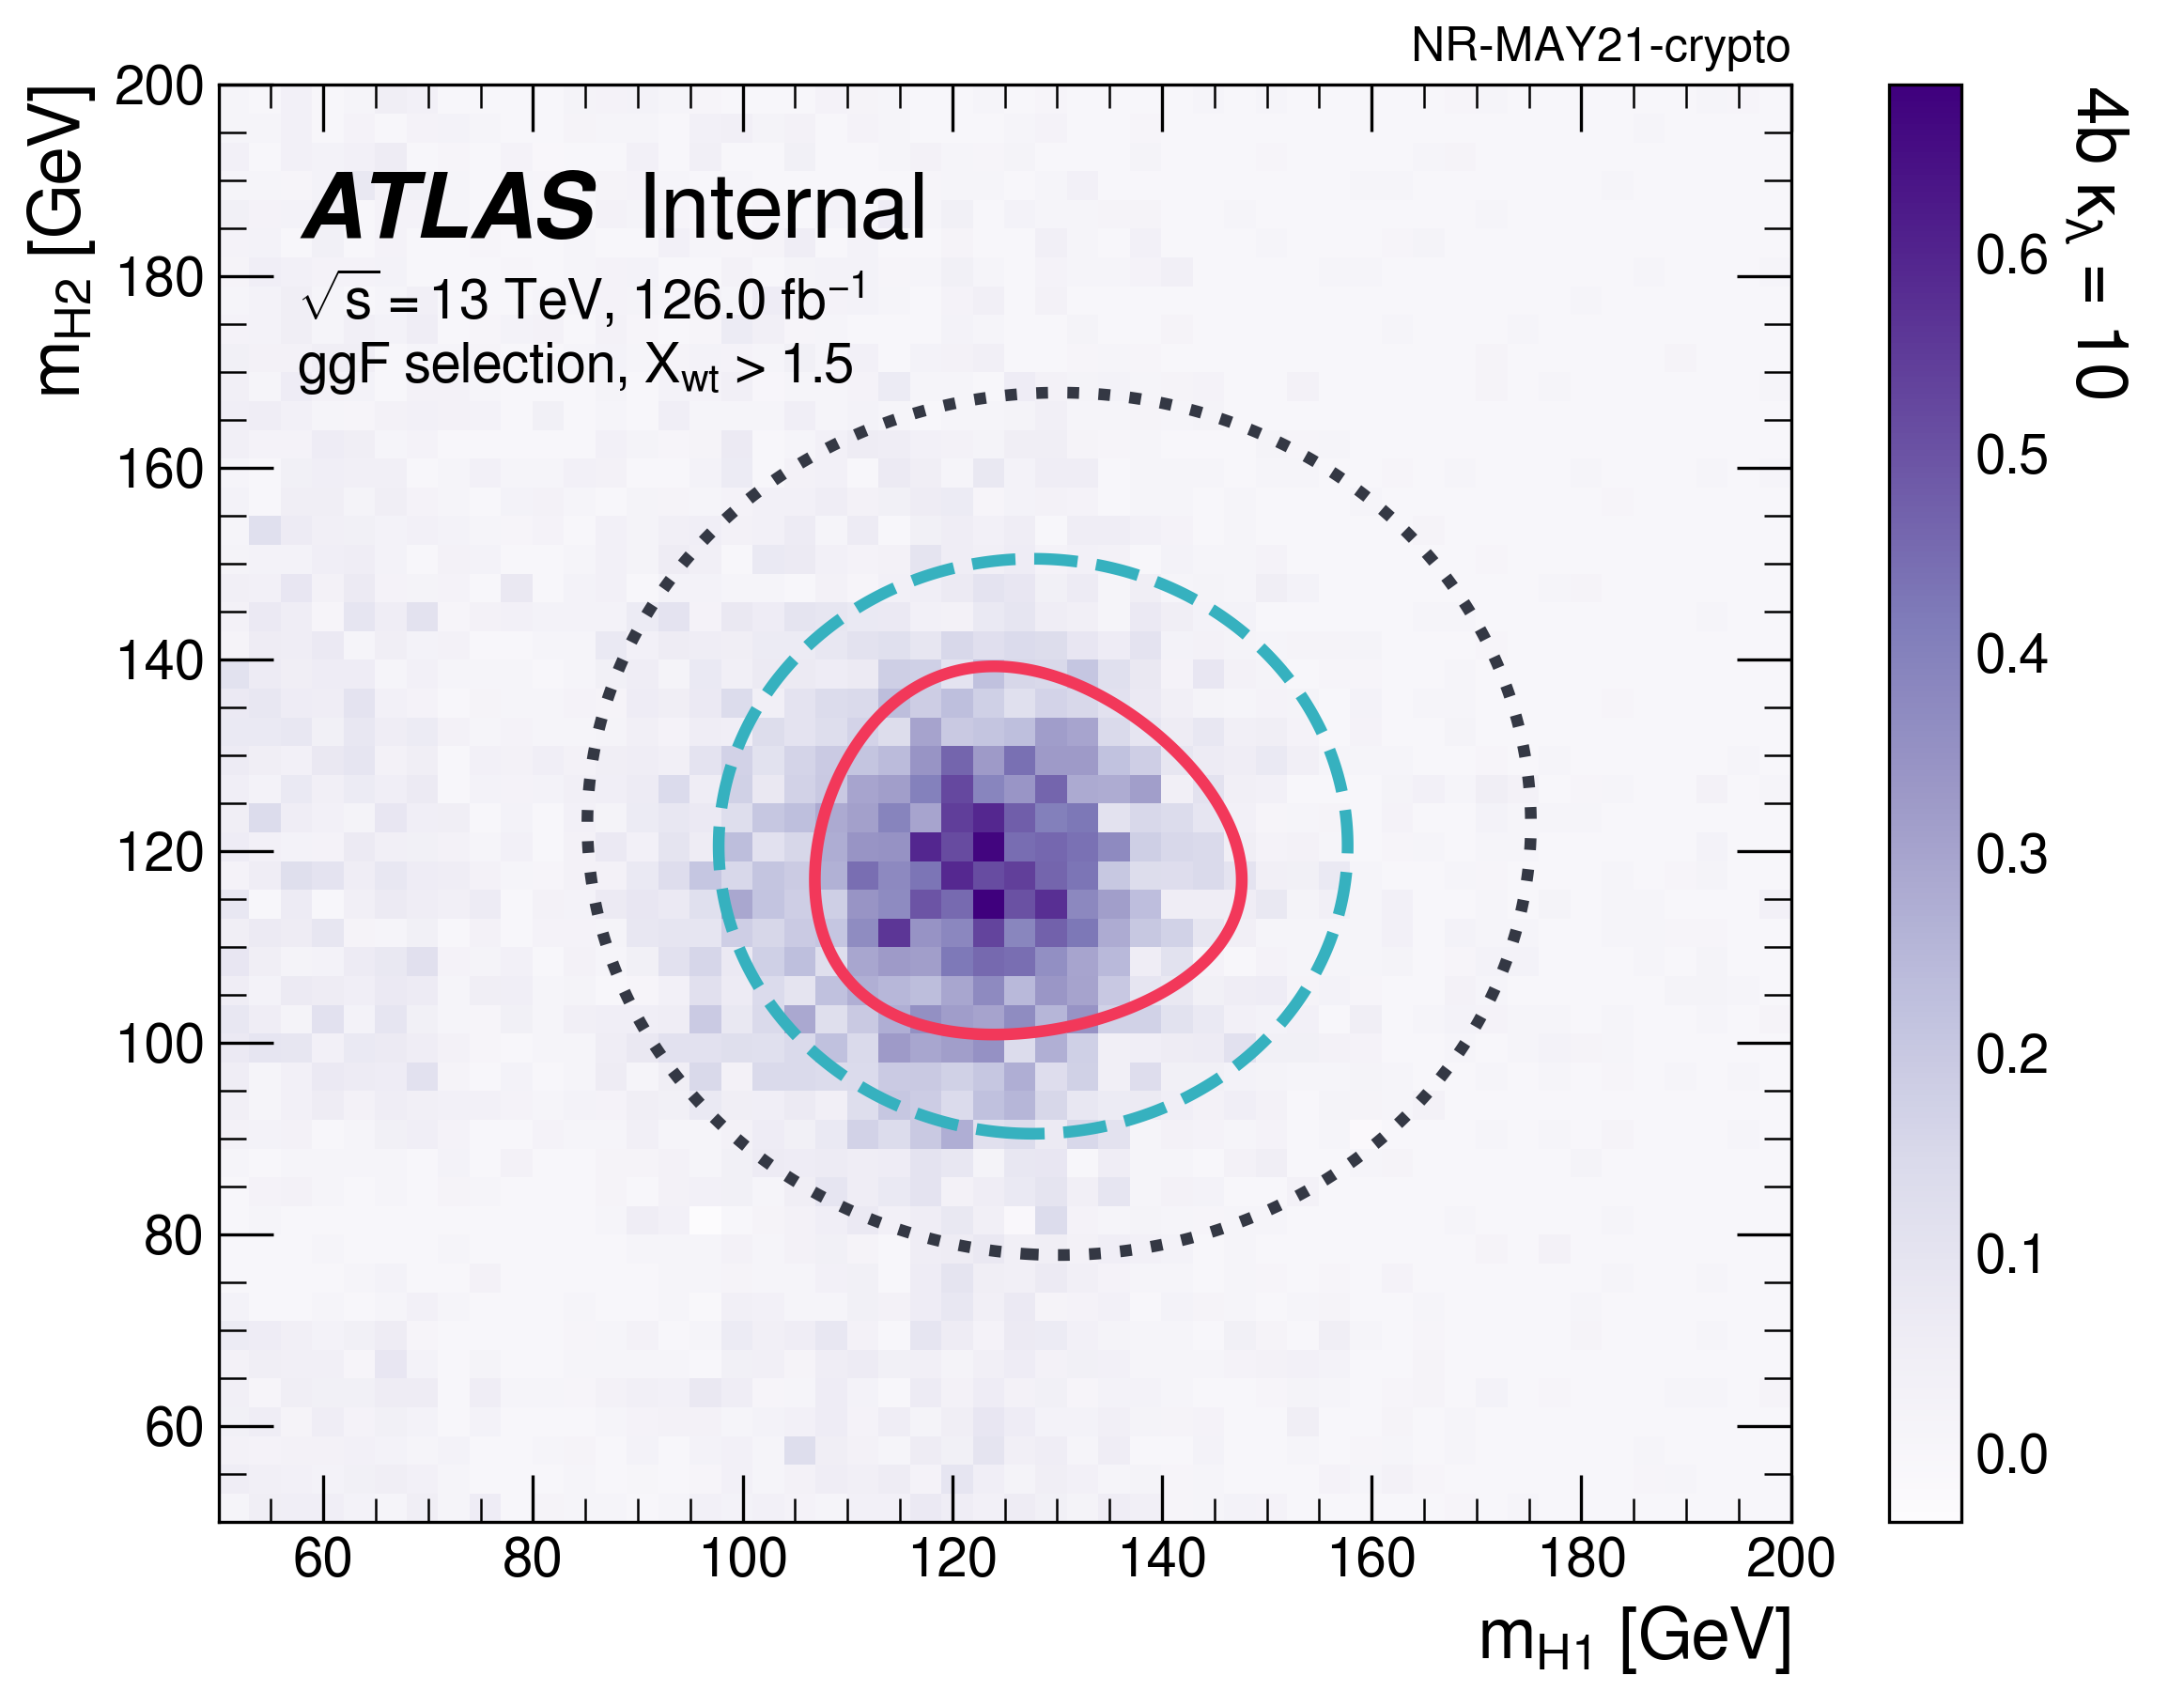 NR-MAY21-crypto
m_H2 [GeV]
200
180
160
140
120
100
80
60
ATLAS Internal
√s = 13 TeV, 126.0 fb⁻¹
ggF selection, X_wt > 1.5
60 80 100 120 140 160 180 200
m_H1 [GeV]
0.6
0.5
0.4
0.3
0.2
0.1
0.0
4b κ_λ = 10